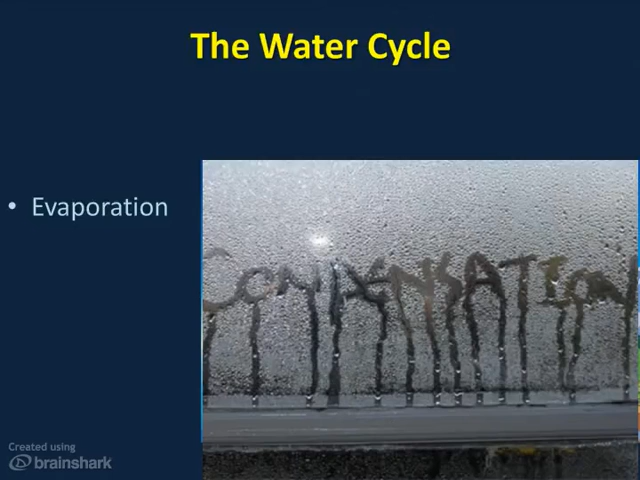 The Water Cycle
• Evaporation
CONDENSATION
Created using
brainshark